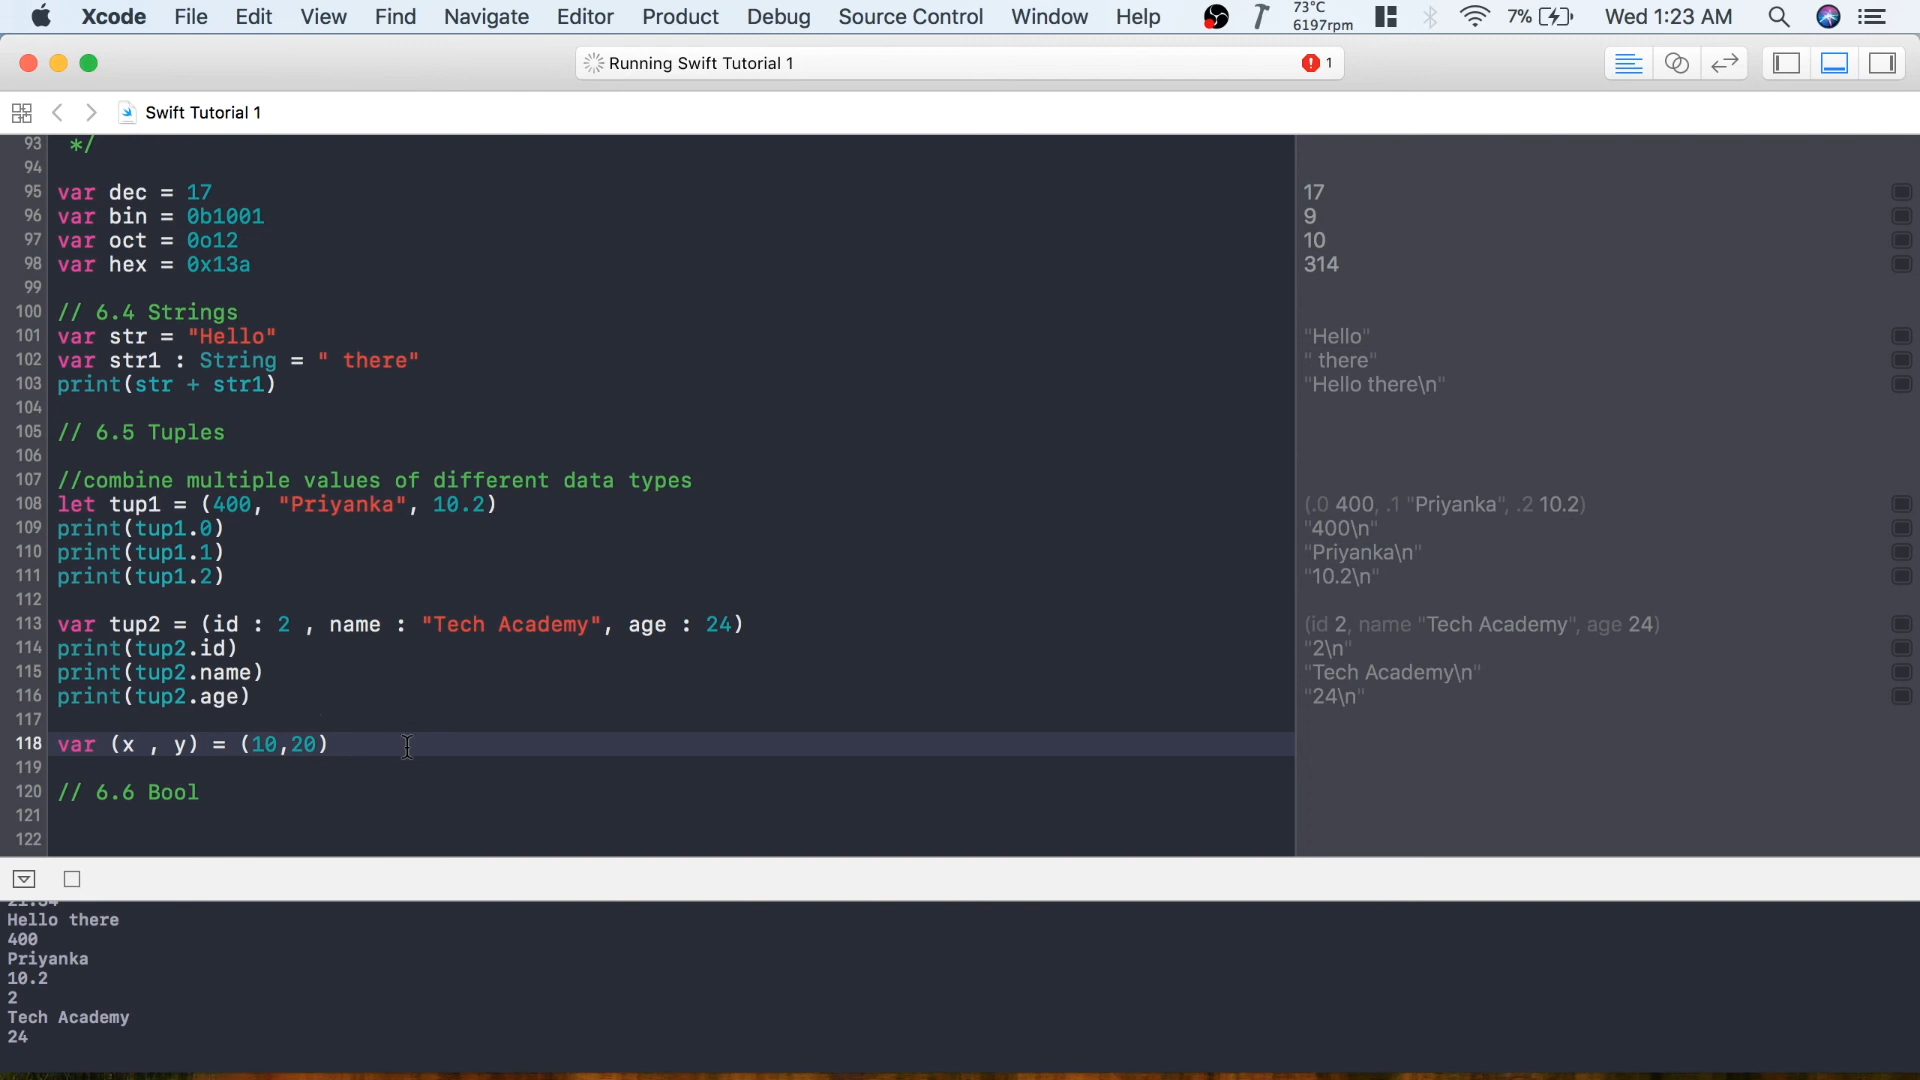 Xcode File Edit View Find Navigate Editor Product Debug Source Control Window Help 73°C 6197rpm 7% Wed 1:23 AM
Running Swift Tutorial 1 1
Swift Tutorial 1
93 */
94
95 var dec = 17 17
96 var bin = 0b1001 9
97 var oct = 0o12 10
98 var hex = 0x13a 314
99
100 // 6.4 Strings
101 var str = "Hello" "Hello"
102 var str1 : String = " there" " there"
103 print(str + str1) "Hello there\n"
104
105 // 6.5 Tuples
106
107 //combine multiple values of different data types
108 let tup1 = (400, "Priyanka", 10.2) (.0 400, .1 "Priyanka", .2 10.2)
109 print(tup1.0) "400\n"
110 print(tup1.1) "Priyanka\n"
111 print(tup1.2) "10.2\n"
112
113 var tup2 = (id : 2 , name : "Tech Academy", age : 24) (id 2, name "Tech Academy", age 24)
114 print(tup2.id) "2\n"
115 print(tup2.name) "Tech Academy\n"
116 print(tup2.age) "24\n"
117
118 var (x , y) = (10,20)
119
120 // 6.6 Bool
121
122
Hello there
400
Priyanka
10.2
2
Tech Academy
24